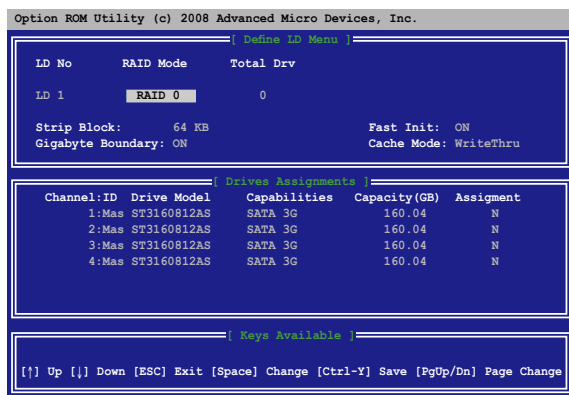 Option ROM Utility (c) 2008 Advanced Micro Devices, Inc.
[ Define LD Menu ]
LD No RAID Mode Total Drv
LD 1 RAID 0 0
Strip Block: 64 KB Fast Init: ON
Gigabyte Boundary: ON Cache Mode: WriteThru
[ Drives Assignments ]
Channel:ID Drive Model Capabilities Capacity(GB) Assigment
1:Mas ST3160812AS SATA 3G 160.04 N
2:Mas ST3160812AS SATA 3G 160.04 N
3:Mas ST3160812AS SATA 3G 160.04 N
4:Mas ST3160812AS SATA 3G 160.04 N
[ Keys Available ]
[↑] Up [↓] Down [ESC] Exit [Space] Change [Ctrl-Y] Save [PgUp/Dn] Page Change